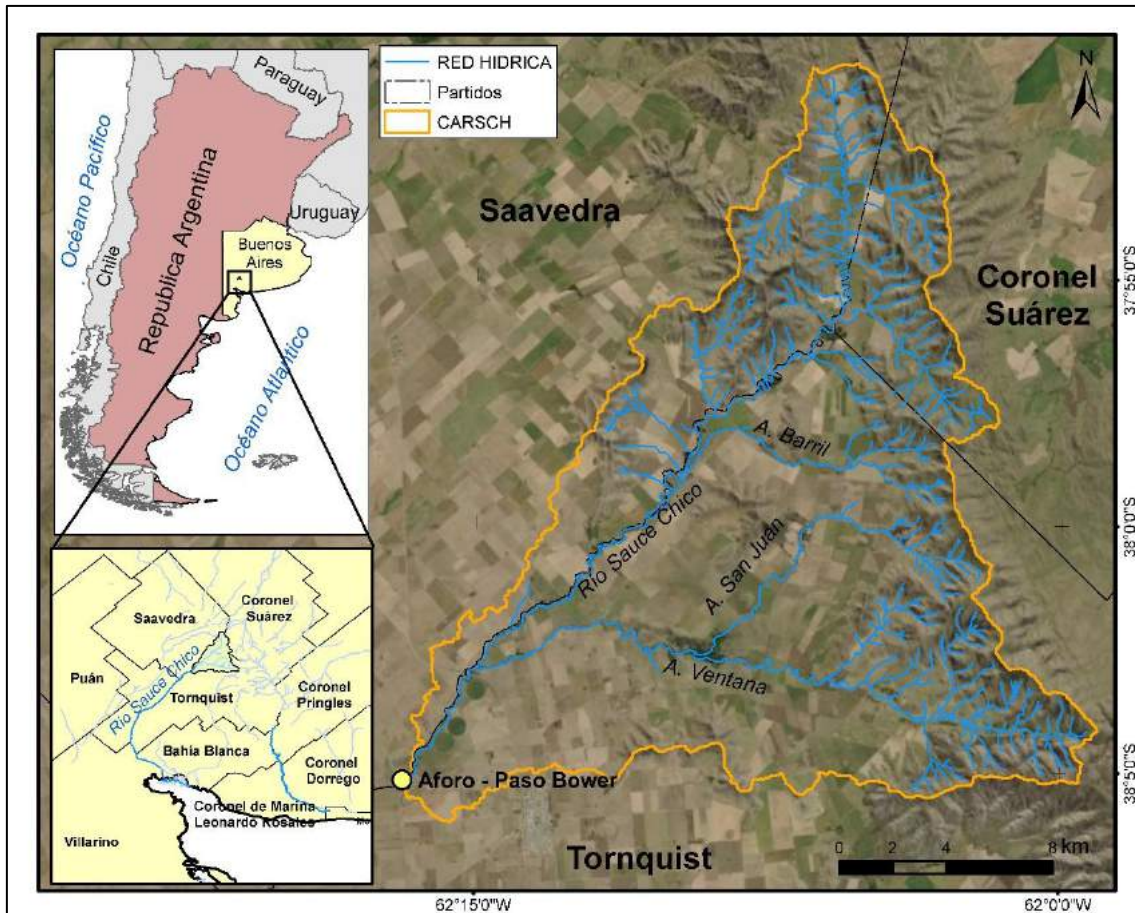 Océano Pacífico
Paraguay
Republica Argentina
Chile
Uruguay
Buenos
Aires
Océano Atlantico
RED HIDRICA
Partidos
CARSCH
N
Saavedra
Coronel
Suárez
A. Barril
Río Sauce Chico
A. San Juán
A. Ventana
Aforo - Paso Bower
Tornquist
0 2 4 8 km
37°55'0"S
38°0'0"S
38°5'0"S
62°15'0"W
62°0'0"W
Saavedra
Coronel
Suárez
Puán
Río Sauce Chico
Tornquist
Coronel
Pringles
Bahía Blanca
Coronel
Dorrego
Coronel de Marina
Leonardo Rosales
Villarino